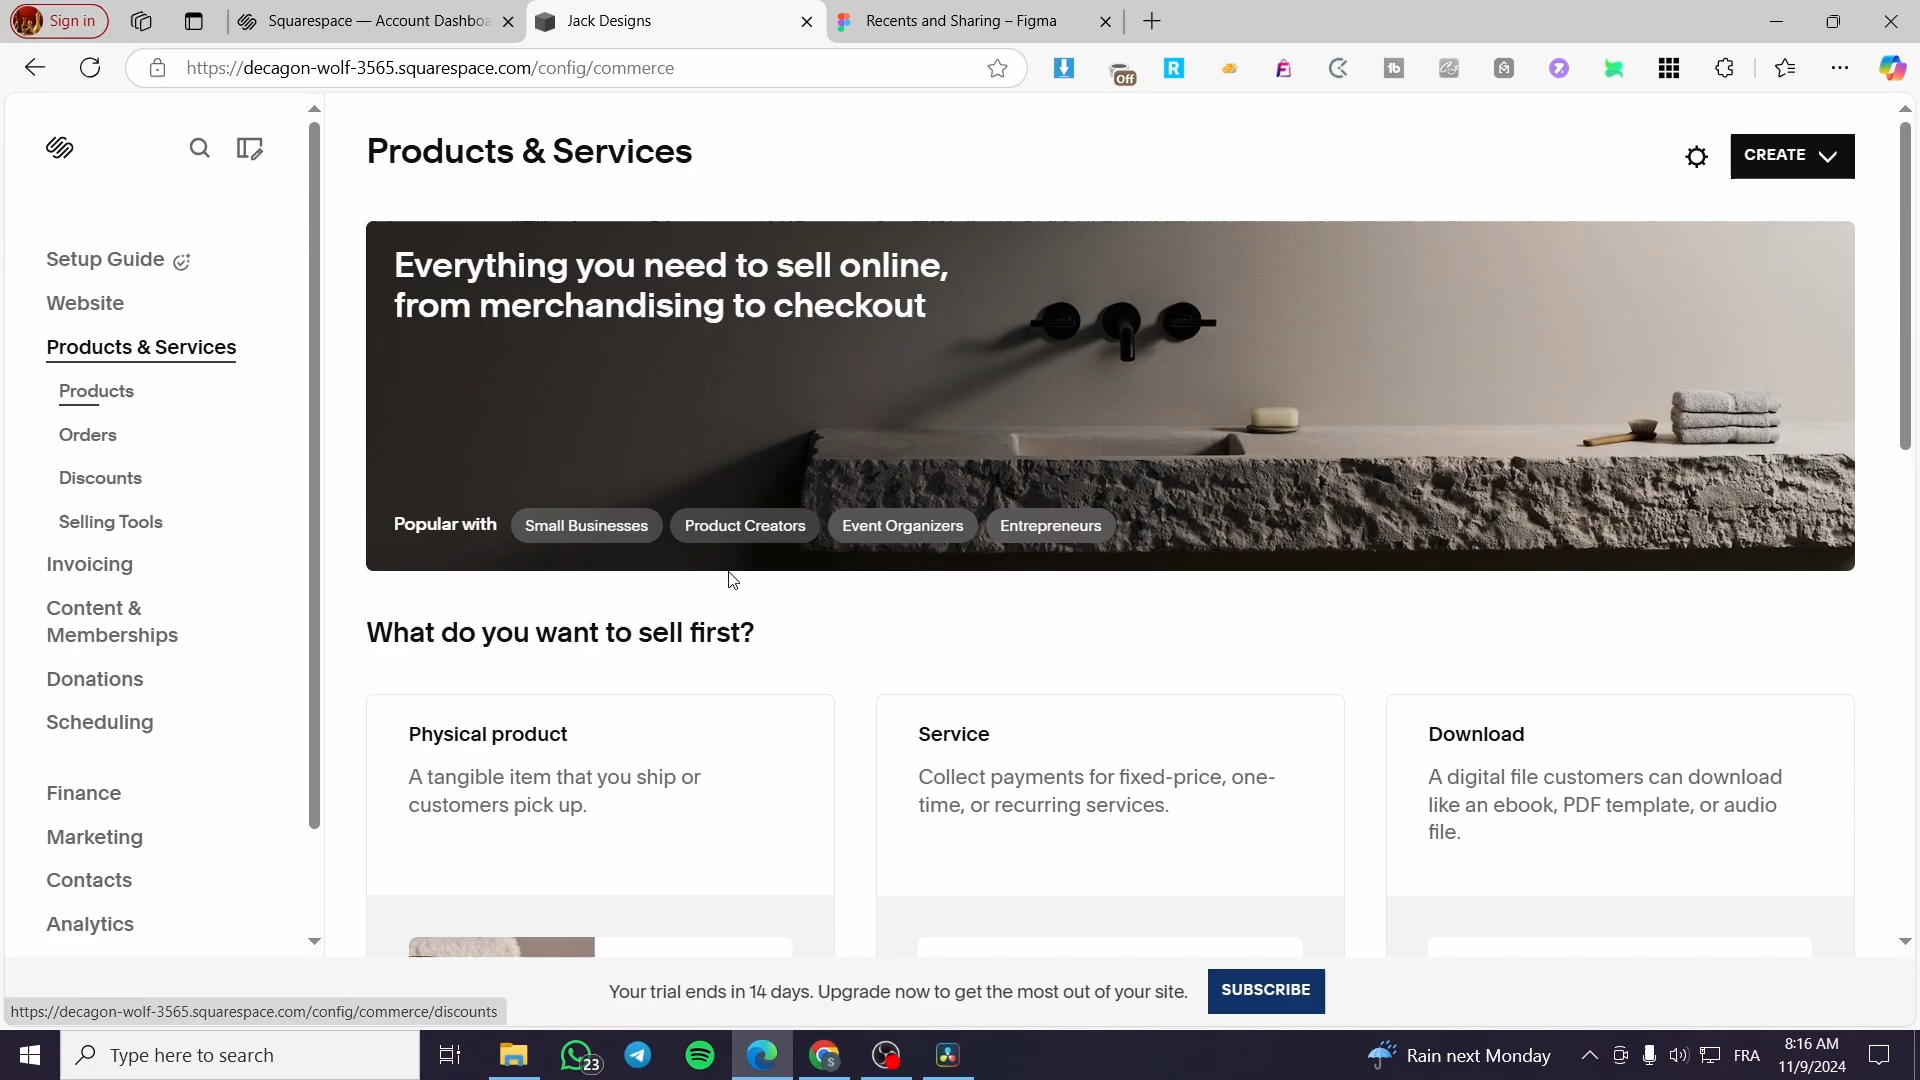 Sign in
Squarespace — Account Dashbo
Jack Designs
Recents and Sharing – Figma
https://decagon-wolf-3565.squarespace.com/config/commerce
Off
Products & Services
CREATE
Setup Guide
Website
Products & Services
Products
Orders
Discounts
Selling Tools
Invoicing
Content &
Memberships
Donations
Scheduling
Finance
Marketing
Contacts
Analytics
Everything you need to sell online,
from merchandising to checkout
Popular with Small Businesses Product Creators Event Organizers Entrepreneurs
What do you want to sell first?
Physical product
A tangible item that you ship or
customers pick up.
Service
Collect payments for fixed-price, one-
time, or recurring services.
Download
A digital file customers can download
like an ebook, PDF template, or audio
file.
Your trial ends in 14 days. Upgrade now to get the most out of your site. SUBSCRIBE
https://decagon-wolf-3565.squarespace.com/config/commerce/discounts
Type here to search
23
Rain next Monday
FRA
8:16 AM
11/9/2024